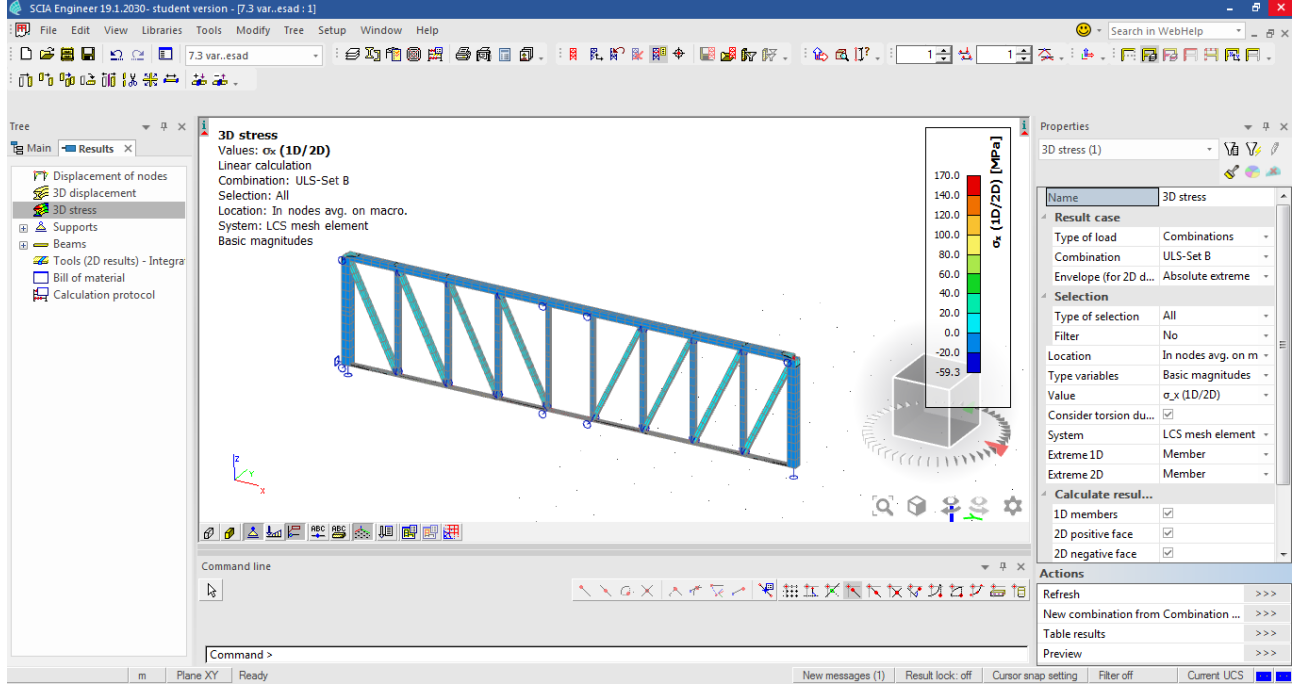 SCIA Engineer 19.1.2030- student version - [7.3 var..esad : 1]
File Edit View Libraries Tools Modify Tree Setup Window Help
Search in WebHelp
7.3 var..esad
1
1
Tree
Main
Results
Displacement of nodes
3D displacement
3D stress
Supports
Beams
Tools (2D results) - Integra
Bill of material
Calculation protocol
3D stress
Values: σx (1D/2D)
Linear calculation
Combination: ULS-Set B
Selection: All
Location: In nodes avg. on macro.
System: LCS mesh element
Basic magnitudes
σx (1D/2D) [MPa]
170.0
140.0
120.0
100.0
80.0
60.0
40.0
20.0
0.0
-20.0
-59.3
z
Y
x
ABC
ABC
Command line
Command >
Properties
3D stress (1)
Name 3D stress
Result case
Type of load Combinations
Combination ULS-Set B
Envelope (for 2D d... Absolute extreme
Selection
Type of selection All
Filter No
Location In nodes avg. on m
Type variables Basic magnitudes
Value σ_x (1D/2D)
Consider torsion du...
System LCS mesh element
Extreme 1D Member
Extreme 2D Member
Calculate resul...
1D members
2D positive face
2D negative face
Actions
Refresh >>>
New combination from Combination ... >>>
Table results >>>
Preview >>>
m Plane XY Ready
New messages (1) Result lock: off Cursor snap setting Filter off Current UCS